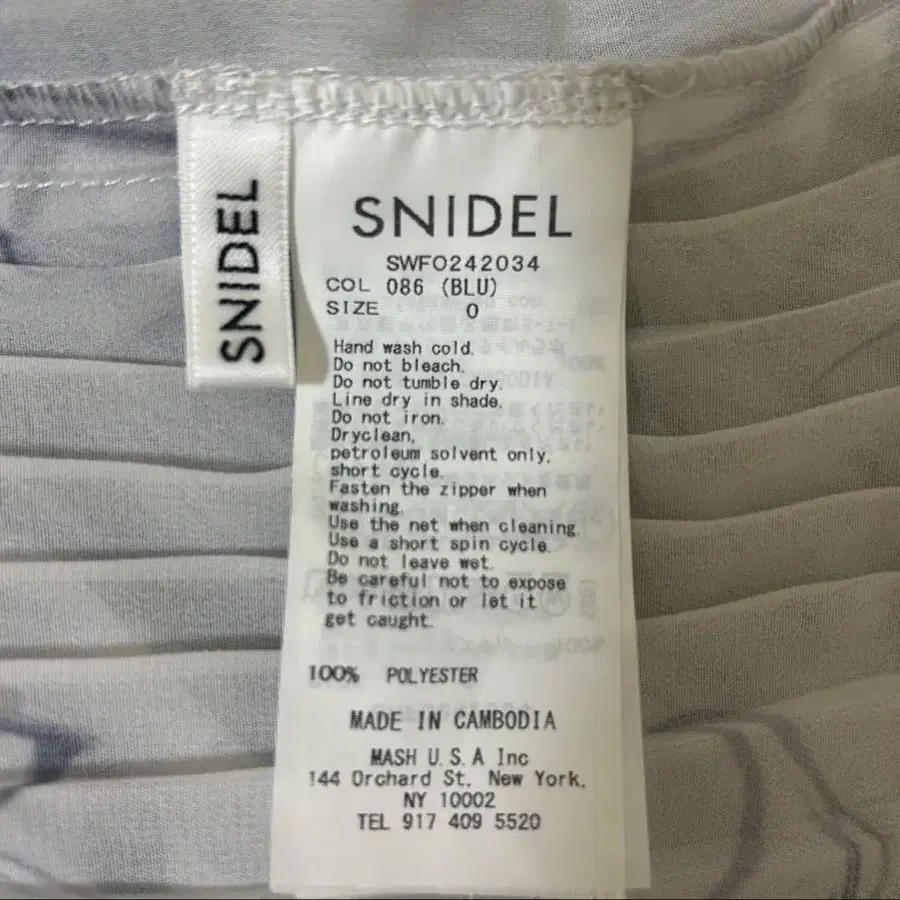 SNIDEL
SNIDEL
SWFO242034
COL 086 (BLU)
SIZE 0
Hand wash cold.
Do not bleach.
Do not tumble dry.
Line dry in shade.
Do not iron.
Dryclean,
petroleum solvent only,
short cycle.
Fasten the zipper when
washing.
Use the net when cleaning.
Use a short spin cycle.
Do not leave wet.
Be careful not to expose
to friction or let it
get caught.
100% POLYESTER
MADE IN CAMBODIA
MASH U.S.A Inc
144 Orchard St, New York,
NY 10002
TEL 917 409 5520